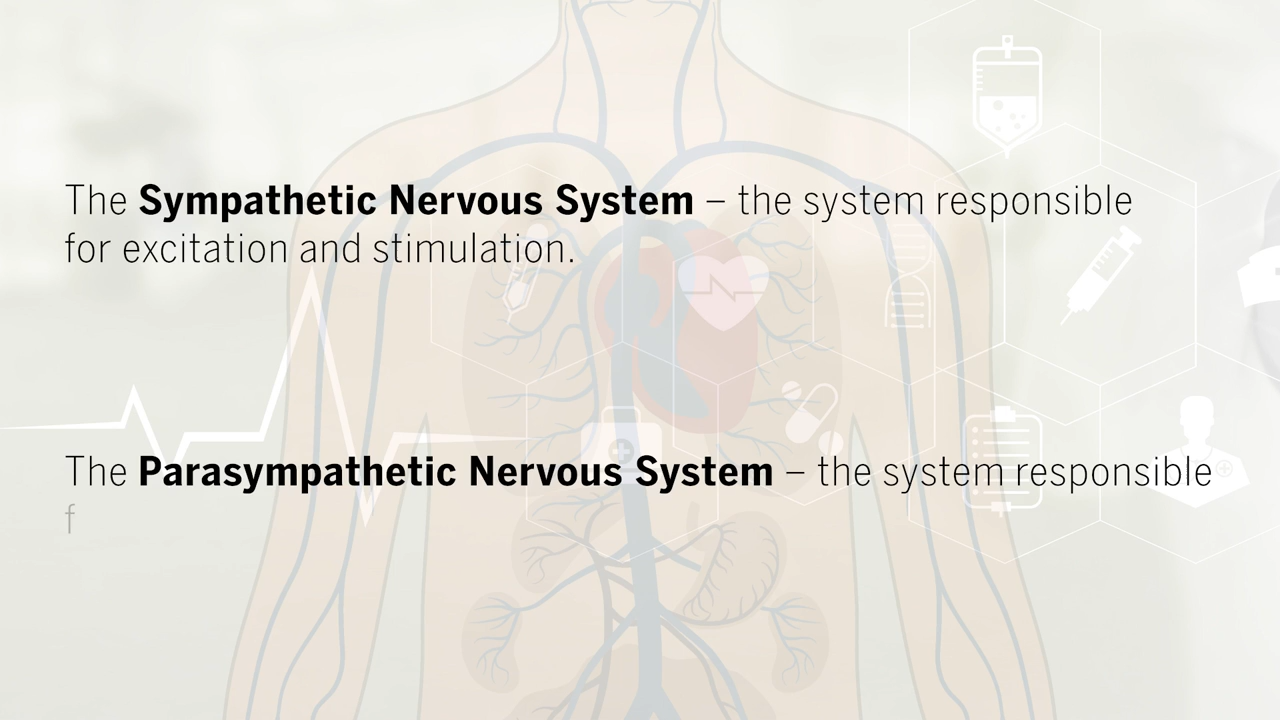 The Sympathetic Nervous System – the system responsible
for excitation and stimulation.
The Parasympathetic Nervous System – the system responsible
f